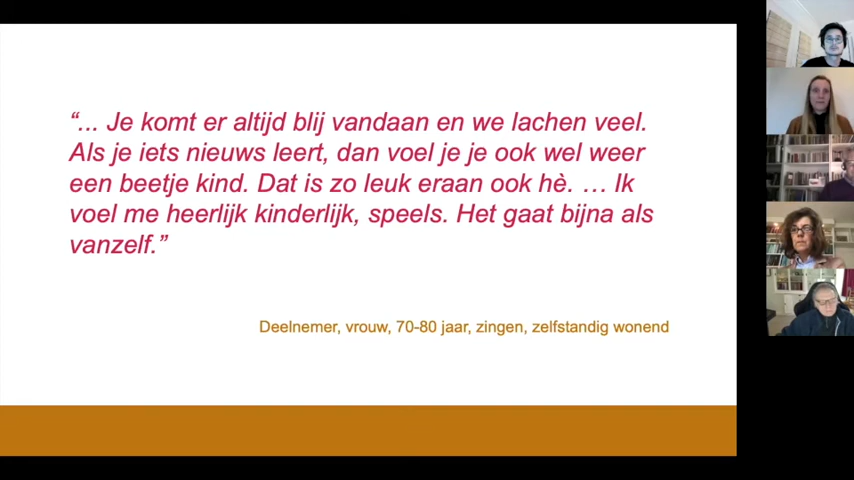 “... Je komt er altijd blij vandaan en we lachen veel.
Als je iets nieuws leert, dan voel je je ook wel weer
een beetje kind. Dat is zo leuk eraan ook hè. … Ik
voel me heerlijk kinderlijk, speels. Het gaat bijna als
vanzelf.”
Deelnemer, vrouw, 70-80 jaar, zingen, zelfstandig wonend